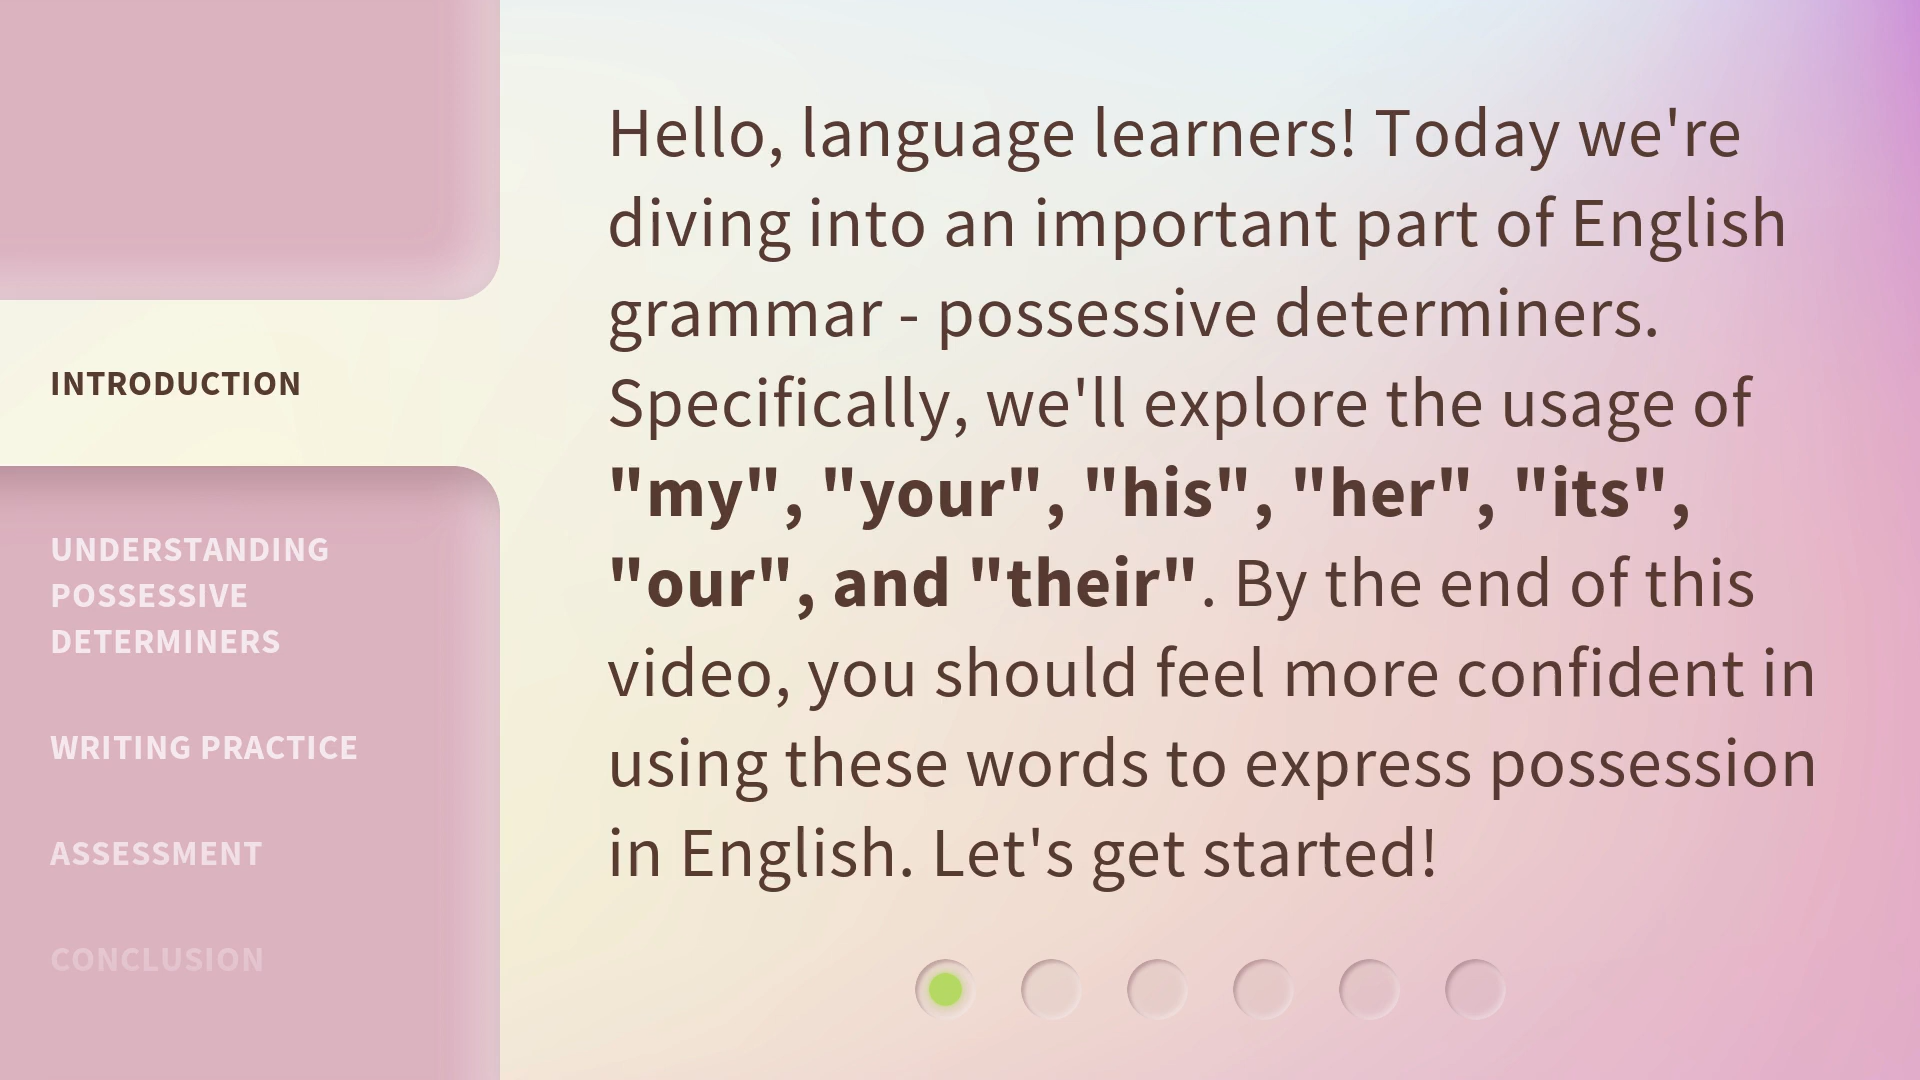 INTRODUCTION
UNDERSTANDING
POSSESSIVE
DETERMINERS
WRITING PRACTICE
ASSESSMENT
CONCLUSION
Hello, language learners! Today we're
diving into an important part of English
grammar - possessive determiners.
Specifically, we'll explore the usage of
"my", "your", "his", "her", "its",
"our", and "their". By the end of this
video, you should feel more confident in
using these words to express possession
in English. Let's get started!